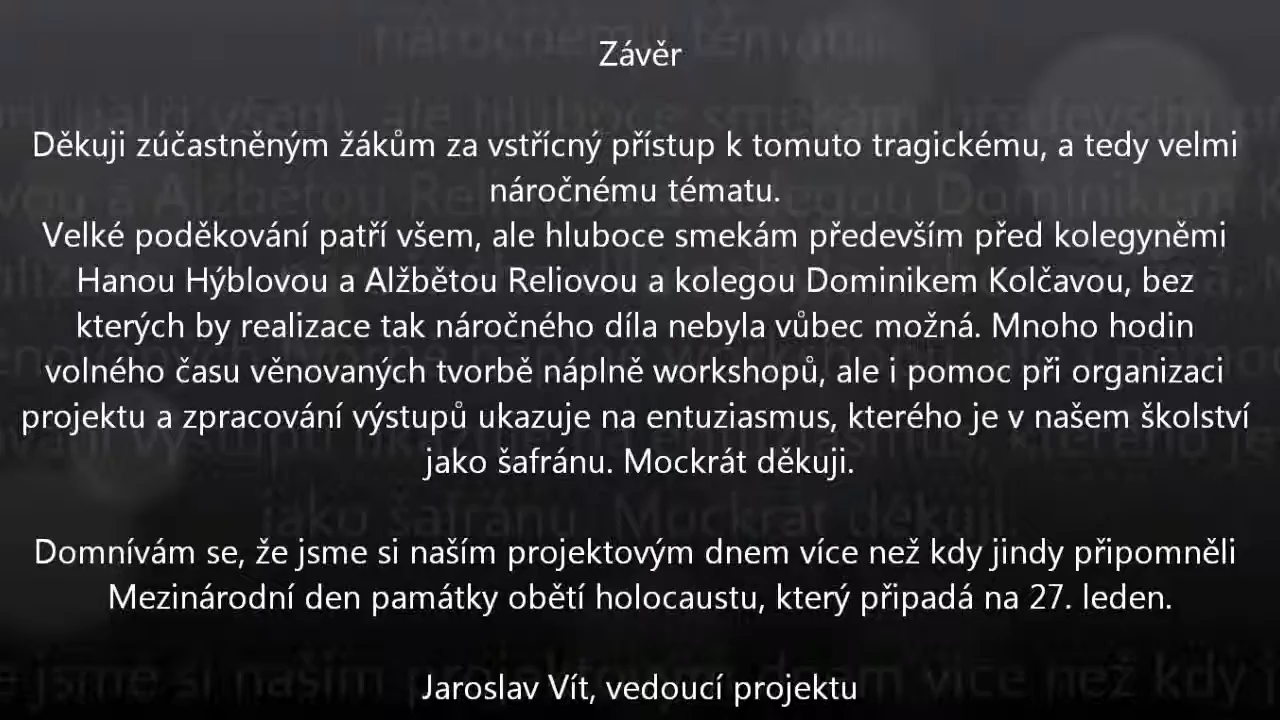 Závěr
Děkuji zúčastněným žákům za vstřícný přístup k tomuto tragickému, a tedy velmi
náročnému tématu.
Velké poděkování patří všem, ale hluboce smekám především před kolegyněmi
Hanou Hýblovou a Alžbětou Reliovou a kolegou Dominikem Kolčavou, bez
kterých by realizace tak náročného díla nebyla vůbec možná. Mnoho hodin
volného času věnovaných tvorbě náplně workshopů, ale i pomoc při organizaci
projektu a zpracování výstupů ukazuje na entuziasmus, kterého je v našem školství
jako šafránu. Mockrát děkuji.
Domnívám se, že jsme si naším projektovým dnem více než kdy jindy připomněli
Mezinárodní den památky obětí holocaustu, který připadá na 27. leden.
Jaroslav Vít, vedoucí projektu